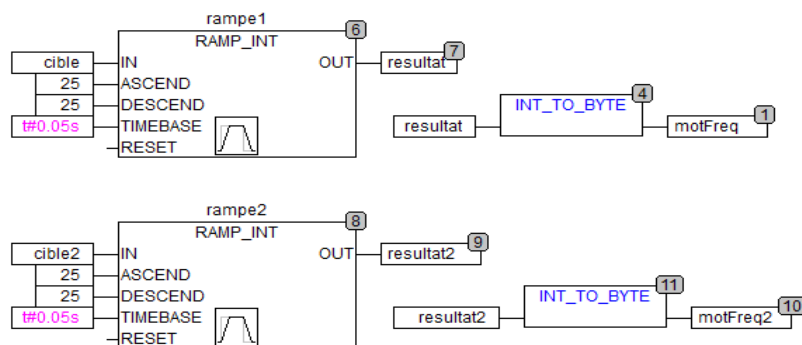 rampe1
6
RAMP_INT
cible IN OUT resultat 7
25 ASCEND
25 DESCEND
t#0.05s TIMEBASE
RESET
INT_TO_BYTE 4
resultat motFreq 1
rampe2
8
RAMP_INT
cible2 IN OUT resultat2 9
25 ASCEND
25 DESCEND
t#0.05s TIMEBASE
RESET
INT_TO_BYTE 11
resultat2 motFreq2 10